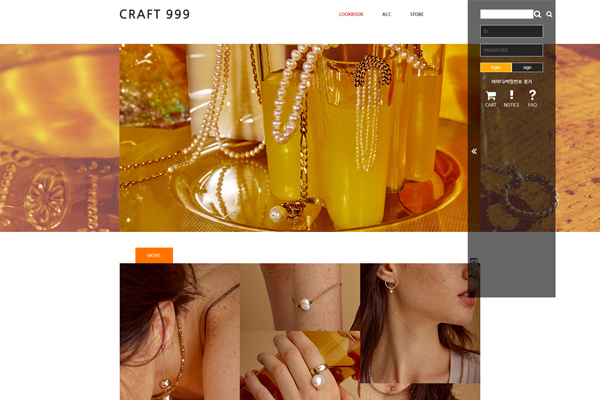 CRAFT 999
LOOKBOOK
ACC
STORE
ID
PASSWORD
login
sign
아이디/비밀번호 찾기
CART
NOTICE
FAQ
MORE